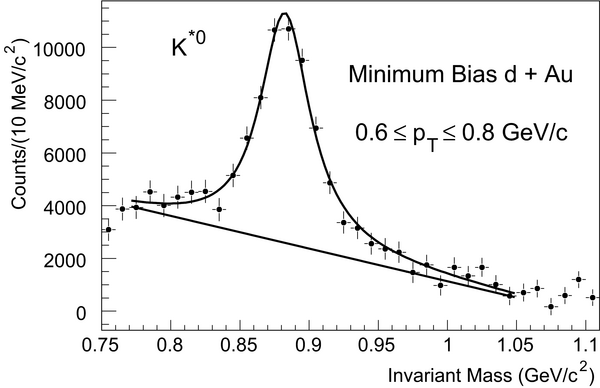 K*0
Minimum Bias d + Au
0.6 ≤ pT ≤ 0.8 GeV/c
Counts/(10 MeV/c2)
10000
8000
6000
4000
2000
0
0.75 0.8 0.85 0.9 0.95 1 1.05 1.1
Invariant Mass (GeV/c2)